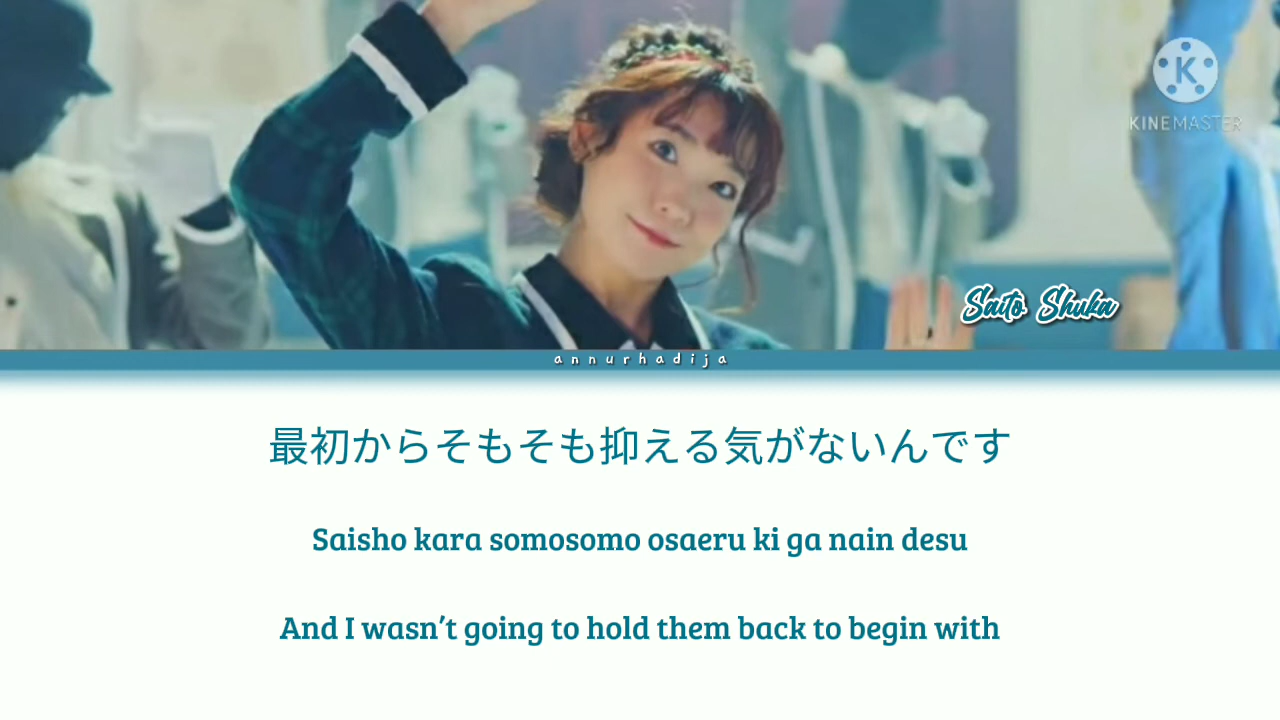 K
KINEMASTER
Saito Shuka
annurhadija
最初からそもそも抑える気がないんです
Saisho kara somosomo osaeru ki ga nain desu
And I wasn't going to hold them back to begin with